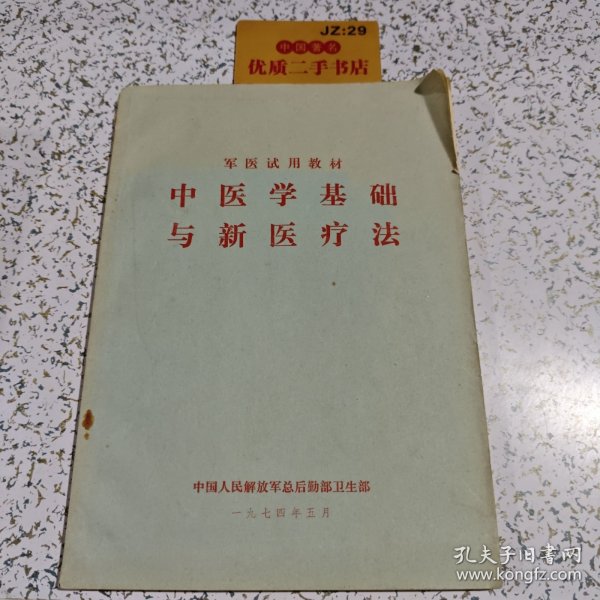 JZ:29
中国著名
优质二手书店
军医试用教材
中医学基础
与新医疗法
中国人民解放军总后勤部卫生部
一九七四年五月
孔夫子旧书网
www.kongfz.com